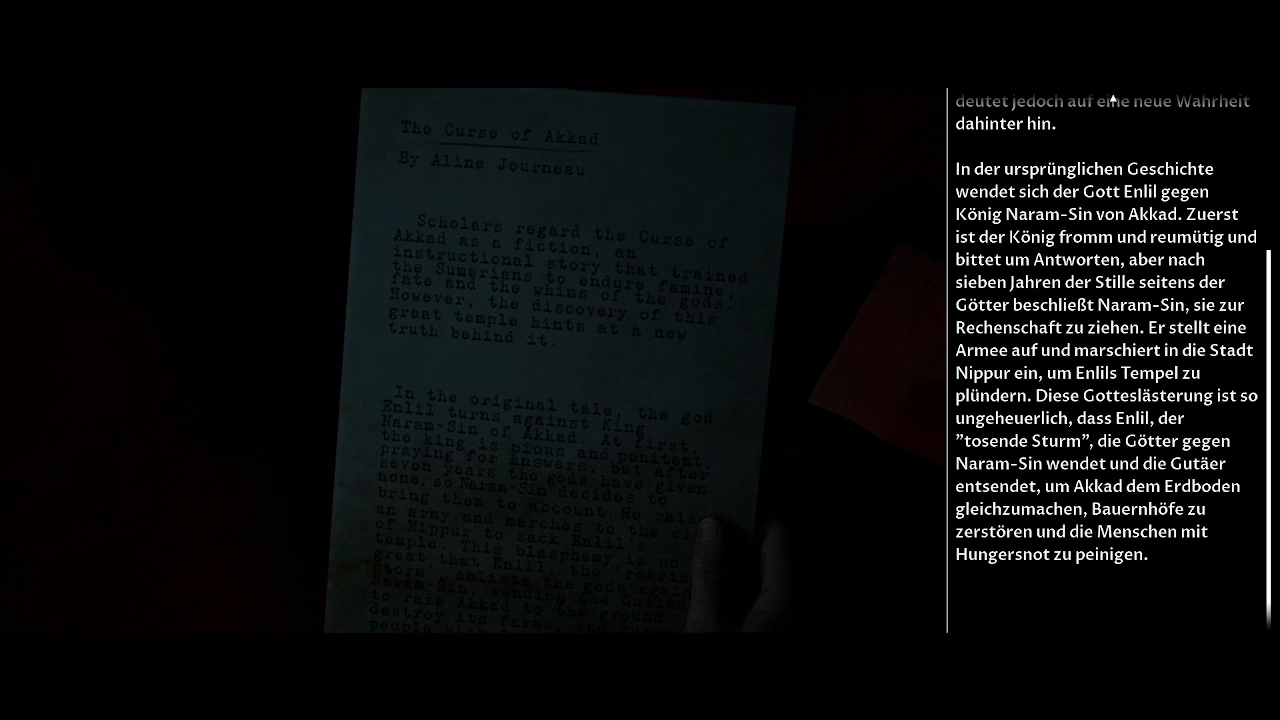 The Curse of Akkad
By Aline Journeau
Scholars regard the Curse of
Akkad as a fiction, an
instructional story that trained
the Sumerians to endure famine,
fate and the whims of the gods.
However, the discovery of this
great temple hints at a new
truth behind it.
In the original tale, the god
Enlil turns against King
Naram-Sin of Akkad. At first,
the king is pious and penitent,
praying for answers, but after
seven years the gods have given
none, so Naram-Sin decides to
bring them to account. He raise
an army and marches to the ci
of Nippur to sack Enlil's
temple. This blasphemy is so
great that Enlil, the 'roaring
storm' enlists the gods again
Naram-Sin, sending the Gutian
to raze Akkad to the ground,
destroy its farms, and curse
people
deutet jedoch auf eine neue Wahrheit
dahinter hin.
In der ursprünglichen Geschichte
wendet sich der Gott Enlil gegen
König Naram-Sin von Akkad. Zuerst
ist der König fromm und reumütig und
bittet um Antworten, aber nach
sieben Jahren der Stille seitens der
Götter beschließt Naram-Sin, sie zur
Rechenschaft zu ziehen. Er stellt eine
Armee auf und marschiert in die Stadt
Nippur ein, um Enlils Tempel zu
plündern. Diese Gotteslästerung ist so
ungeheuerlich, dass Enlil, der
"tosende Sturm", die Götter gegen
Naram-Sin wendet und die Gutäer
entsendet, um Akkad dem Erdboden
gleichzumachen, Bauernhöfe zu
zerstören und die Menschen mit
Hungersnot zu peinigen.